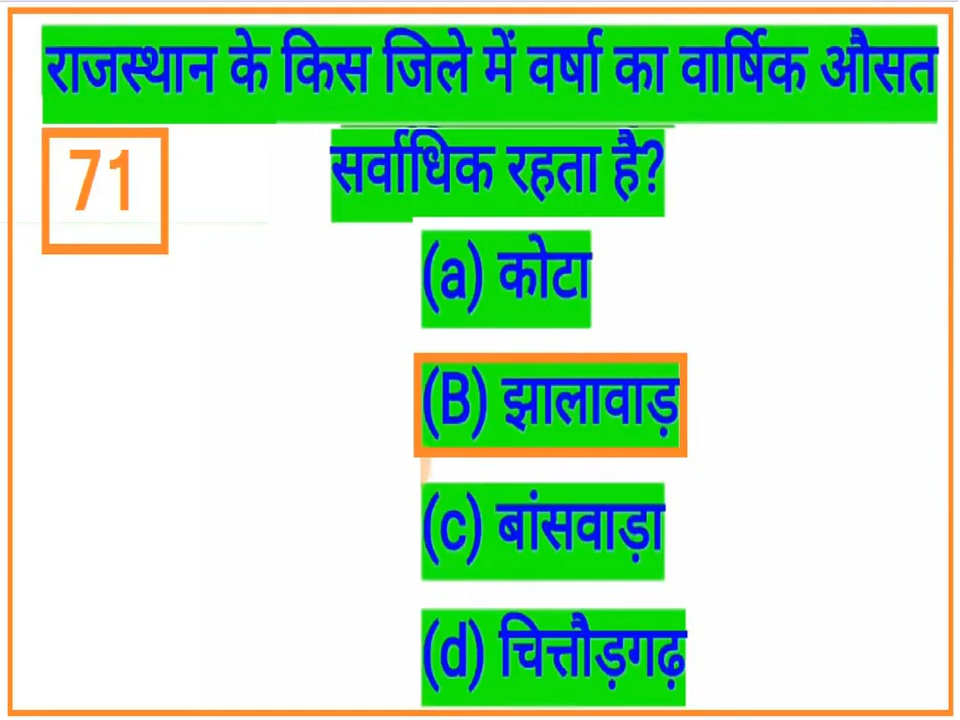 राजस्थान के किस जिले में वर्षा का वार्षिक औसत
71
सर्वाधिक रहता है?
(a) कोटा
(B) झालावाड़
(c) बांसवाड़ा
(d) चित्तौड़गढ़